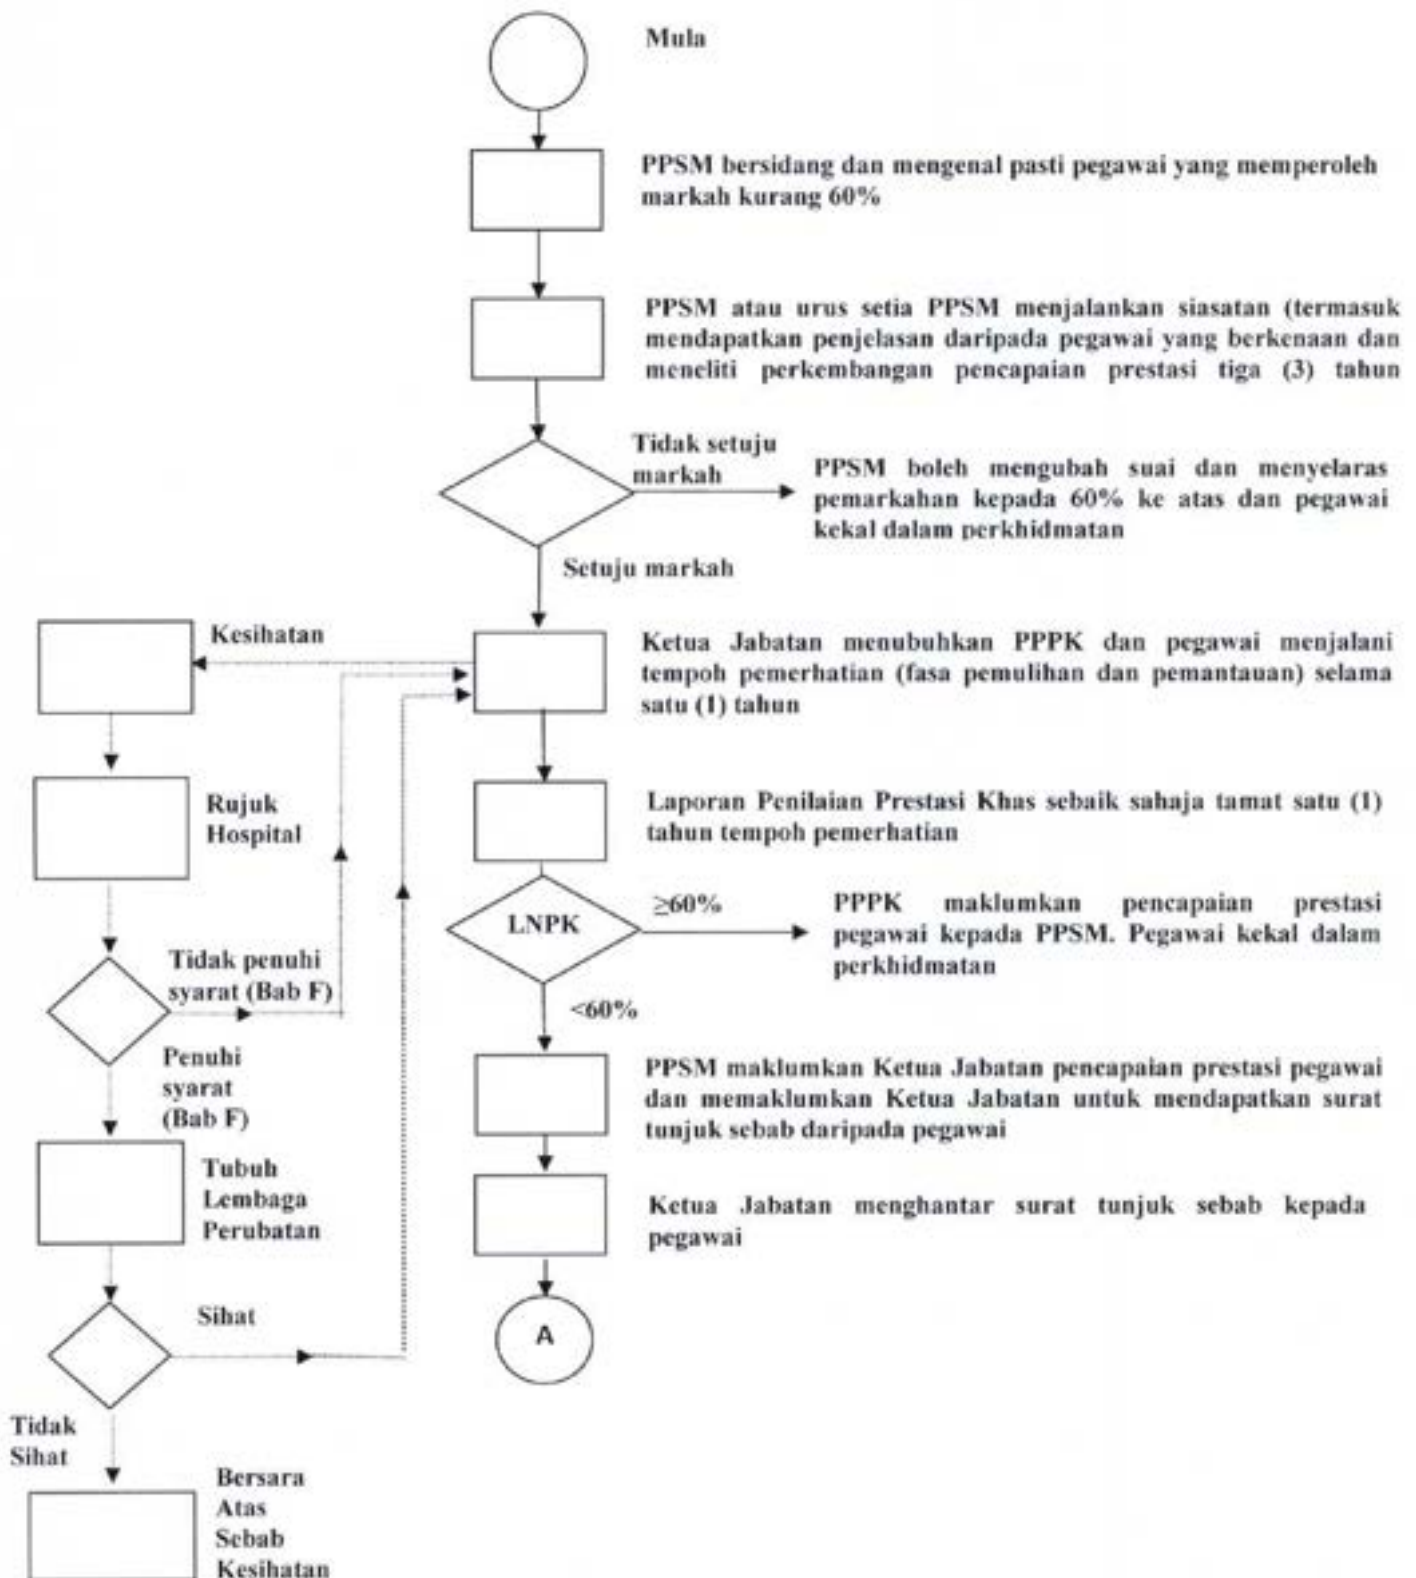 Mula
PPSM bersidang dan mengenal pasti pegawai yang memperoleh
markah kurang 60%
PPSM atau urus setia PPSM menjalankan siasatan (termasuk
mendapatkan penjelasan daripada pegawai yang berkenaan dan
meneliti perkembangan pencapaian prestasi tiga (3) tahun
Tidak setuju
markah
PPSM boleh mengubah suai dan menyelaras
pemarkahan kepada 60% ke atas dan pegawai
kekal dalam perkhidmatan
Setuju markah
Kesihatan
Ketua Jabatan menubuhkan PPPK dan pegawai menjalani
tempoh pemerhatian (fasa pemulihan dan pemantauan) selama
satu (1) tahun
Rujuk
Hospital
Laporan Penilaian Prestasi Khas sebaik sahaja tamat satu (1)
tahun tempoh pemerhatian
LNPK
≥60%
PPPK maklumkan pencapaian prestasi
pegawai kepada PPSM. Pegawai kekal dalam
perkhidmatan
Tidak penuhi
syarat (Bab F)
<60%
Penuhi
syarat
(Bab F)
PPSM maklumkan Ketua Jabatan pencapaian prestasi pegawai
dan memaklumkan Ketua Jabatan untuk mendapatkan surat
tunjuk sebab daripada pegawai
Tubuh
Lembaga
Perubatan
Ketua Jabatan menghantar surat tunjuk sebab kepada
pegawai
Sihat
A
Tidak
Sihat
Bersara
Atas
Sebab
Kesihatan